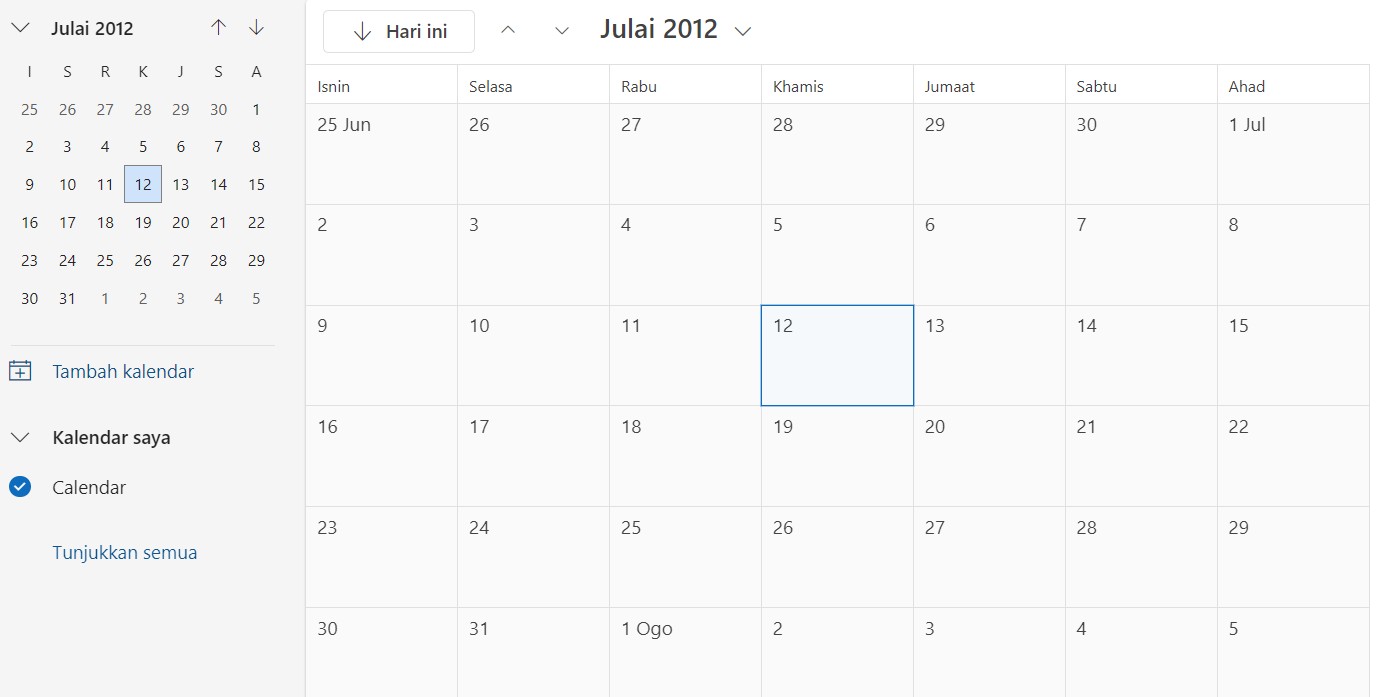 Julai 2012
I S R K J S A
25 26 27 28 29 30 1
2 3 4 5 6 7 8
9 10 11 12 13 14 15
16 17 18 19 20 21 22
23 24 25 26 27 28 29
30 31 1 2 3 4 5
Tambah kalendar
Kalendar saya
Calendar
Tunjukkan semua
Hari ini Julai 2012
Isnin Selasa Rabu Khamis Jumaat Sabtu Ahad
25 Jun 26 27 28 29 30 1 Jul
2 3 4 5 6 7 8
9 10 11 12 13 14 15
16 17 18 19 20 21 22
23 24 25 26 27 28 29
30 31 1 Ogo 2 3 4 5